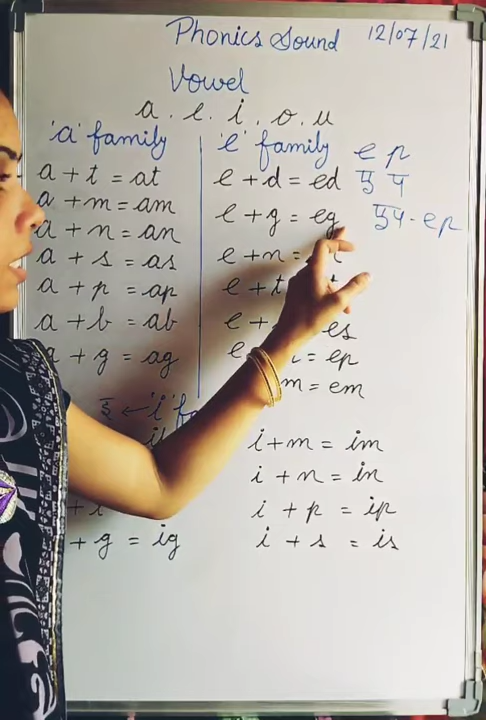 Phonics Sound 12/07/21
Vowel
a. e. i. o. u
'a' family
a + t = at
a + m = am
a + n = an
a + s = as
a + p = ap
a + b = ab
a + g = ag
'e' family
e + d = ed
e + g = eg
e + n =
e + t
e +
es
e = ep
m = em
e p
ए प
एप - ep
इ ← 'i' fa
+ g = ig
i + m = im
i + n = in
i + p = ip
i + s = is